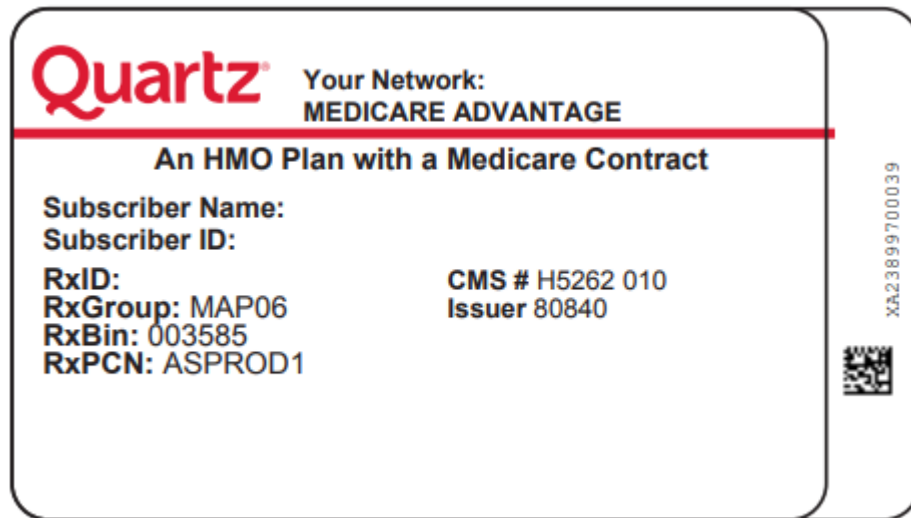 Quartz
Your Network:
MEDICARE ADVANTAGE
An HMO Plan with a Medicare Contract
Subscriber Name:
Subscriber ID:
RxID:
RxGroup: MAP06
RxBin: 003585
RxPCN: ASPROD1
CMS # H5262 010
Issuer 80840
XA23899700039